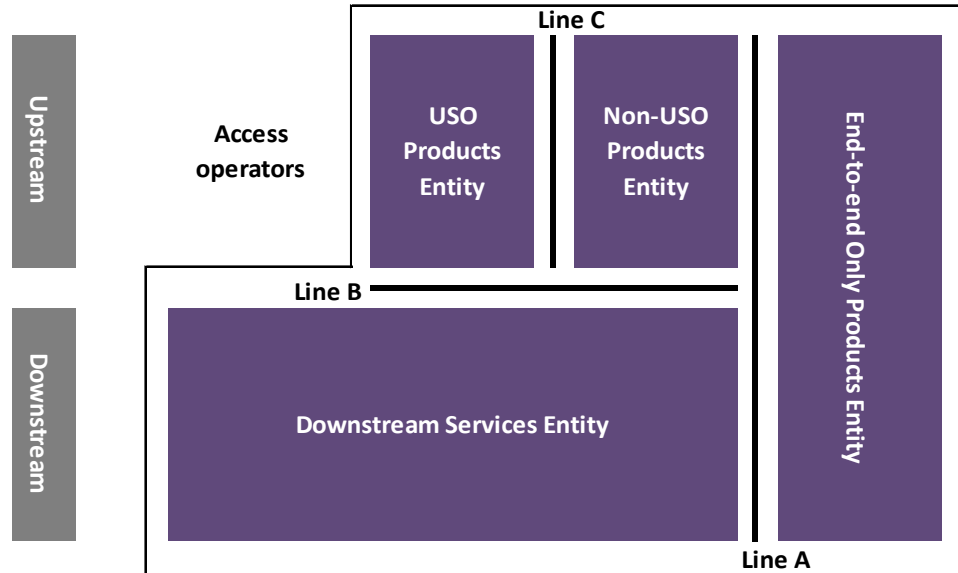 Line C
Upstream
Access
operators
USO
Products
Entity
Non-USO
Products
Entity
End-to-end Only Products Entity
Line B
Downstream
Downstream Services Entity
Line A